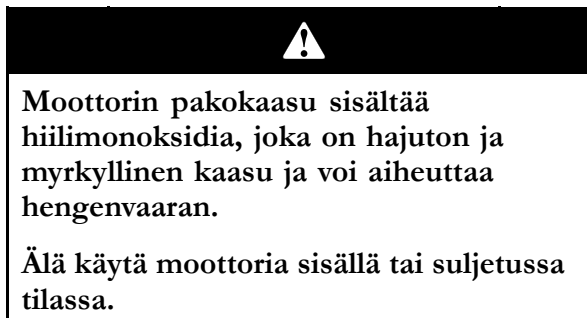 Moottorin pakokaasu sisältää
hiilimonoksidia, joka on hajuton ja
myrkyllinen kaasu ja voi aiheuttaa
hengenvaaran.
Älä käytä moottoria sisällä tai suljetussa
tilassa.